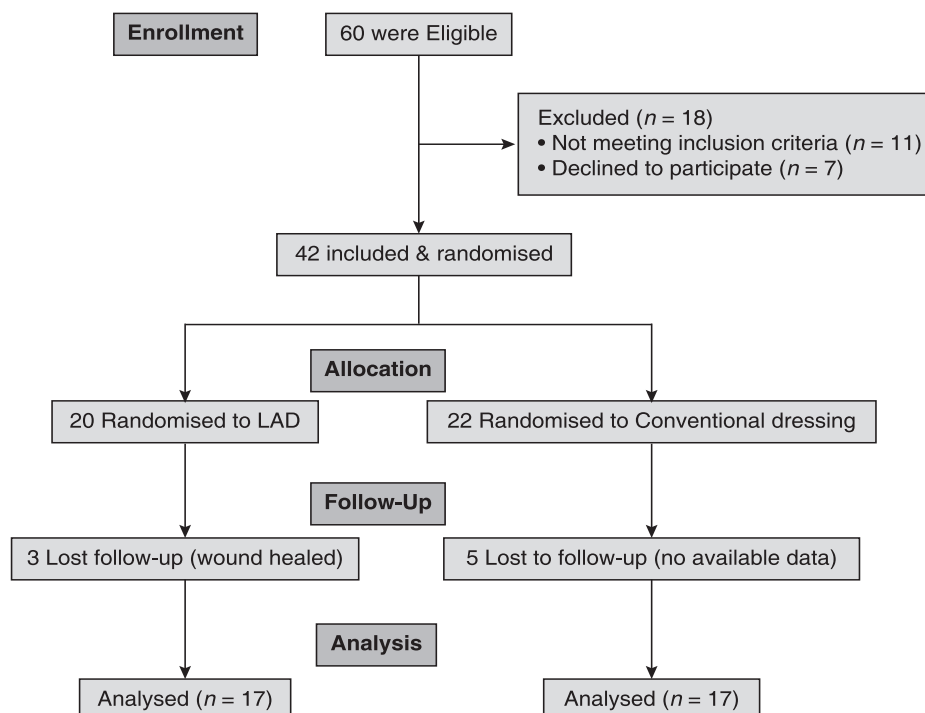 Enrollment
60 were Eligible
Excluded (n = 18)
• Not meeting inclusion criteria (n = 11)
• Declined to participate (n = 7)
42 included & randomised
Allocation
20 Randomised to LAD
22 Randomised to Conventional dressing
Follow-Up
3 Lost follow-up (wound healed)
5 Lost to follow-up (no available data)
Analysis
Analysed (n = 17)
Analysed (n = 17)